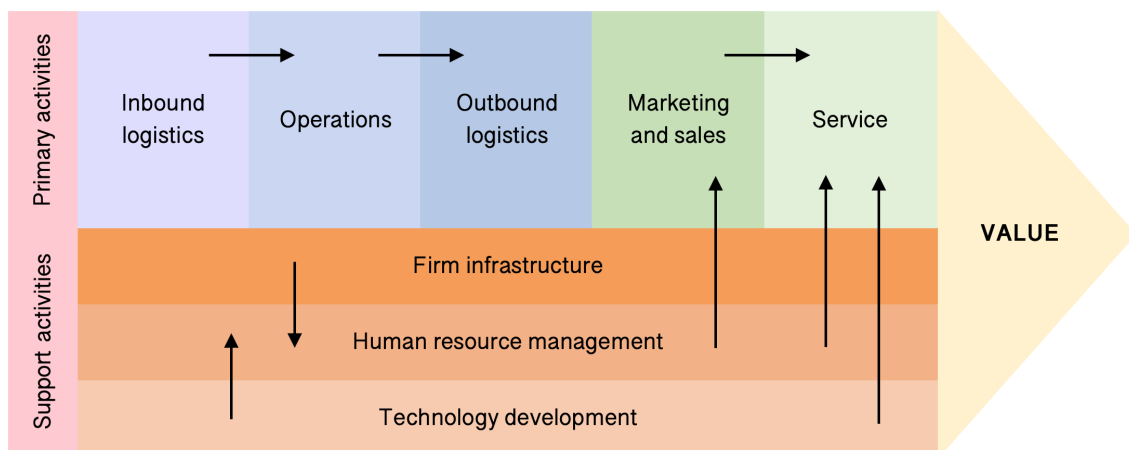 Primary activities
Inbound
logistics
Operations
Outbound
logistics
Marketing
and sales
Service
VALUE
Support activities
Firm infrastructure
Human resource management
Technology development